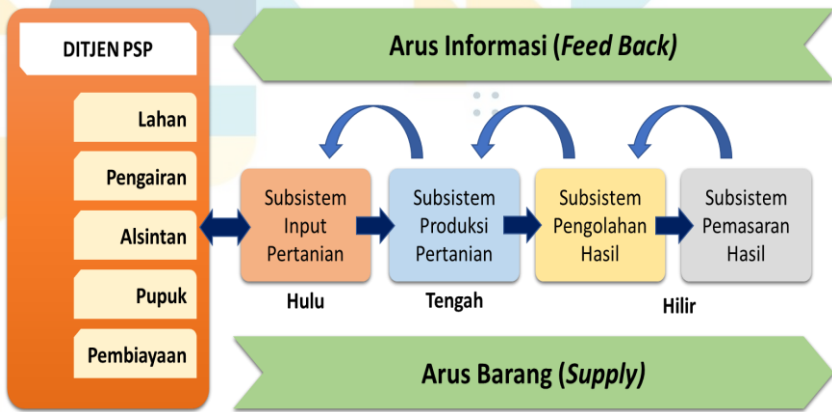 DITJEN PSP
Lahan
Pengairan
Alsintan
Pupuk
Pembiayaan
Arus Informasi (Feed Back)
Subsistem
Input
Pertanian
Subsistem
Produksi
Pertanian
Subsistem
Pengolahan
Hasil
Subsistem
Pemasaran
Hasil
Hulu
Tengah
Hilir
Arus Barang (Supply)